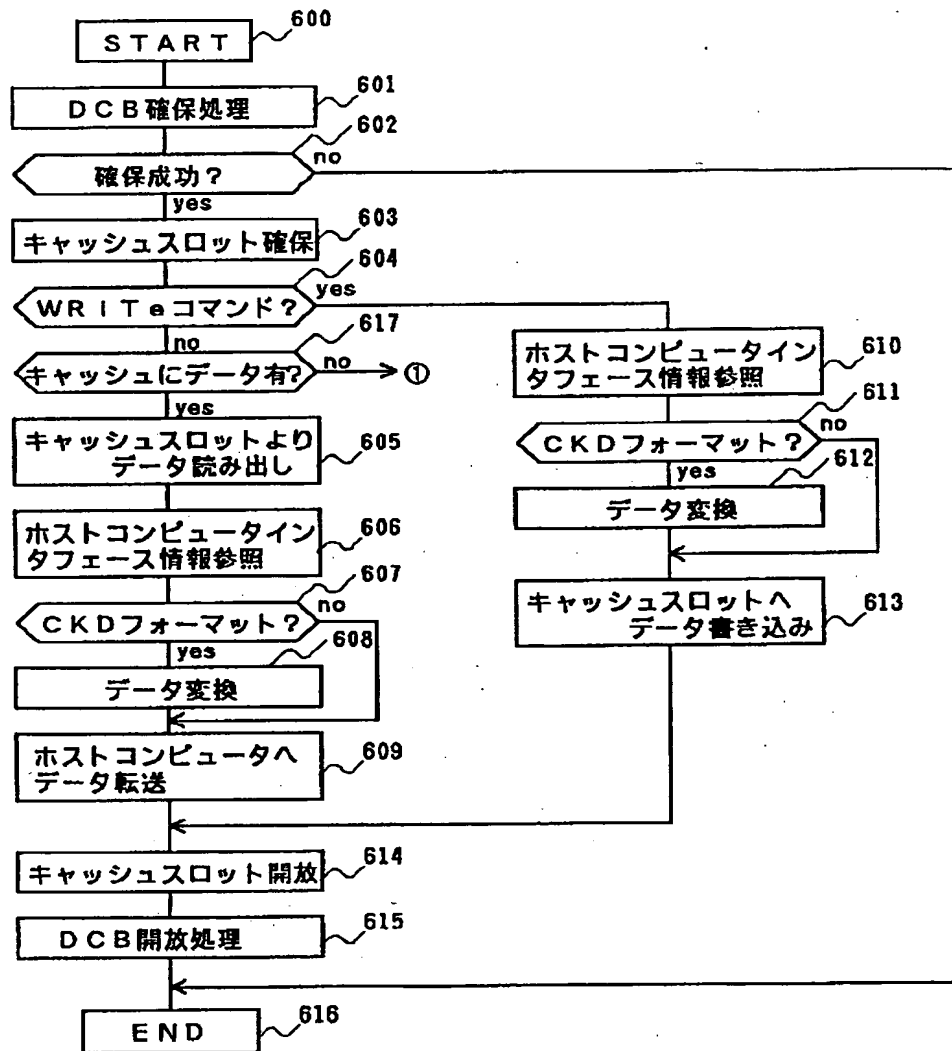 600
START
601
DCB確保処理
602
確保成功?
no
yes
603
キャッシュスロット確保
604
WRITeコマンド?
yes
no
617
キャッシュにデータ有?
no
①
yes
キャッシュスロットより
データ読み出し
605
ホストコンピュータイン
タフェース情報参照
606
607
CKDフォーマット?
no
yes
608
データ変換
ホストコンピュータへ
データ転送
609
ホストコンピュータイン
タフェース情報参照
610
611
CKDフォーマット?
no
yes
612
データ変換
キャッシュスロットへ
データ書き込み
613
キャッシュスロット開放
614
DCB開放処理
615
END
616